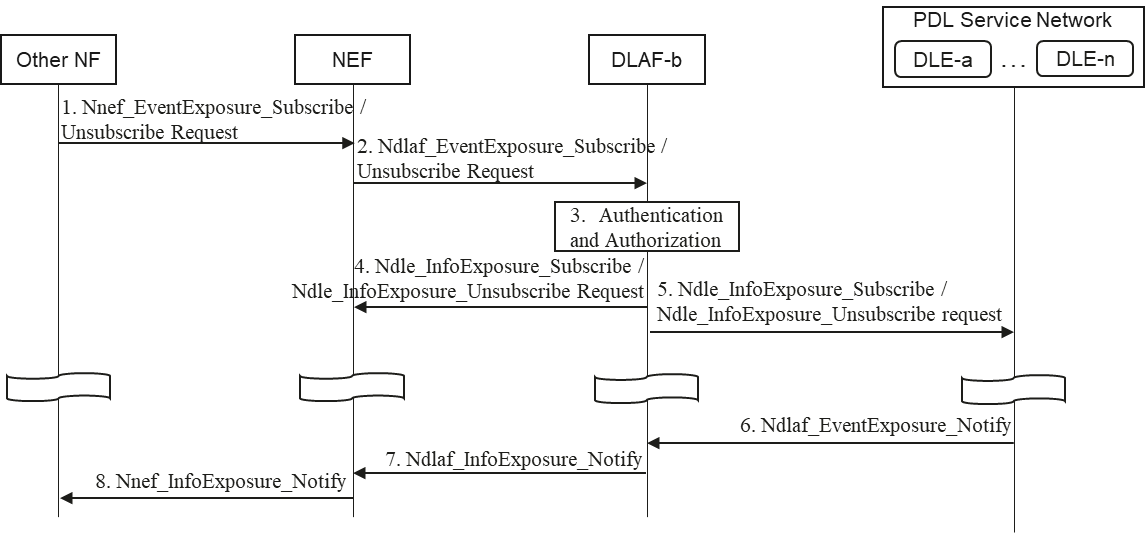 PDL Service Network
Other NF
NEF
DLAF-b
DLE-a
...
DLE-n
1. Nnef_EventExposure_Subscribe /
Unsubscribe Request
2. Ndlaf_EventExposure_Subscribe /
Unsubscribe Request
3. Authentication
and Authorization
4. Ndle_InfoExposure_Subscribe /
Ndle_InfoExposure_Unsubscribe Request
5. Ndle_InfoExposure_Subscribe /
Ndle_InfoExposure_Unsubscribe request
6. Ndlaf_EventExposure_Notify
7. Ndlaf_InfoExposure_Notify
8. Nnef_InfoExposure_Notify